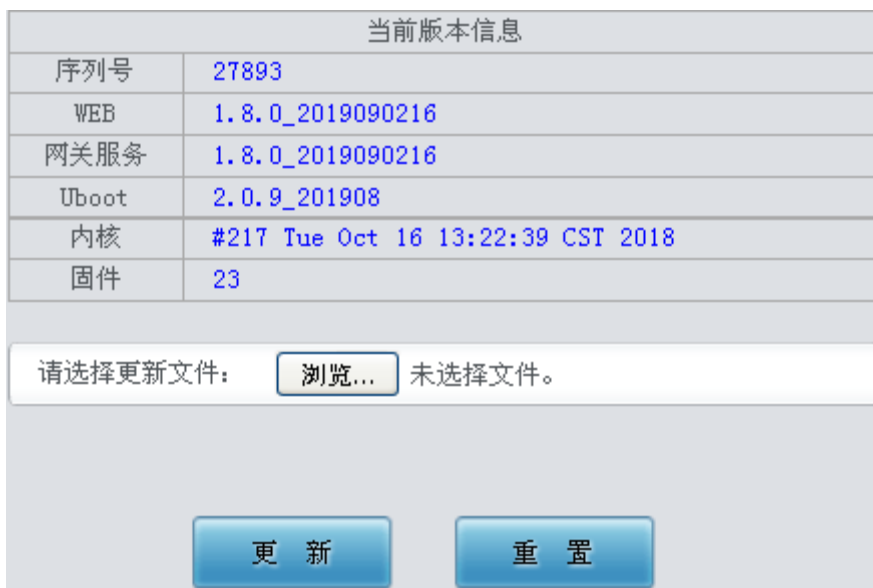 当前版本信息
序列号 27893
WEB 1.8.0_2019090216
网关服务 1.8.0_2019090216
Uboot 2.0.9_201908
内核 #217 Tue Oct 16 13:22:39 CST 2018
固件 23
请选择更新文件: 浏览... 未选择文件。
更 新 重 置